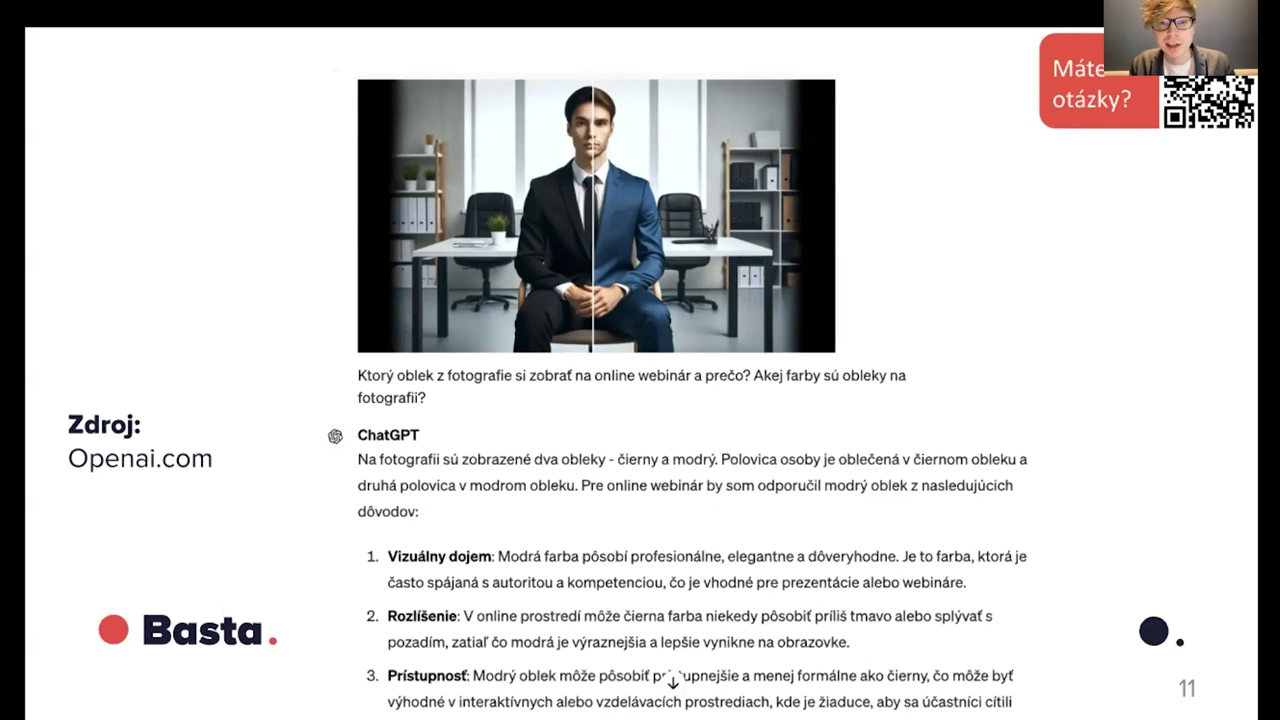 Máte
otázky?
Ktorý oblek z fotografie si zobrať na online webinár a prečo? Akej farby sú obleky na
fotografii?
Zdroj:
Openai.com
ChatGPT
Na fotografii sú zobrazené dva obleky - čierny a modrý. Polovica osoby je oblečená v čiernom obleku a
druhá polovica v modrom obleku. Pre online webinár by som odporučil modrý oblek z nasledujúcich
dôvodov:
1. Vizuálny dojem: Modrá farba pôsobí profesionálne, elegantne a dôveryhodne. Je to farba, ktorá je
často spájaná s autoritou a kompetenciou, čo je vhodné pre prezentácie alebo webináre.
2. Rozlíšenie: V online prostredí môže čierna farba niekedy pôsobiť príliš tmavo alebo splývať s
pozadím, zatiaľ čo modrá je výraznejšia a lepšie vynikne na obrazovke.
3. Prístupnosť: Modrý oblek môže pôsobiť a menej formálne ako čierny, čo môže byť
výhodné v interaktívnych alebo vzdelávacích prostrediach, kde je žiaduce, aby sa účastníci cítili
Basta.
11